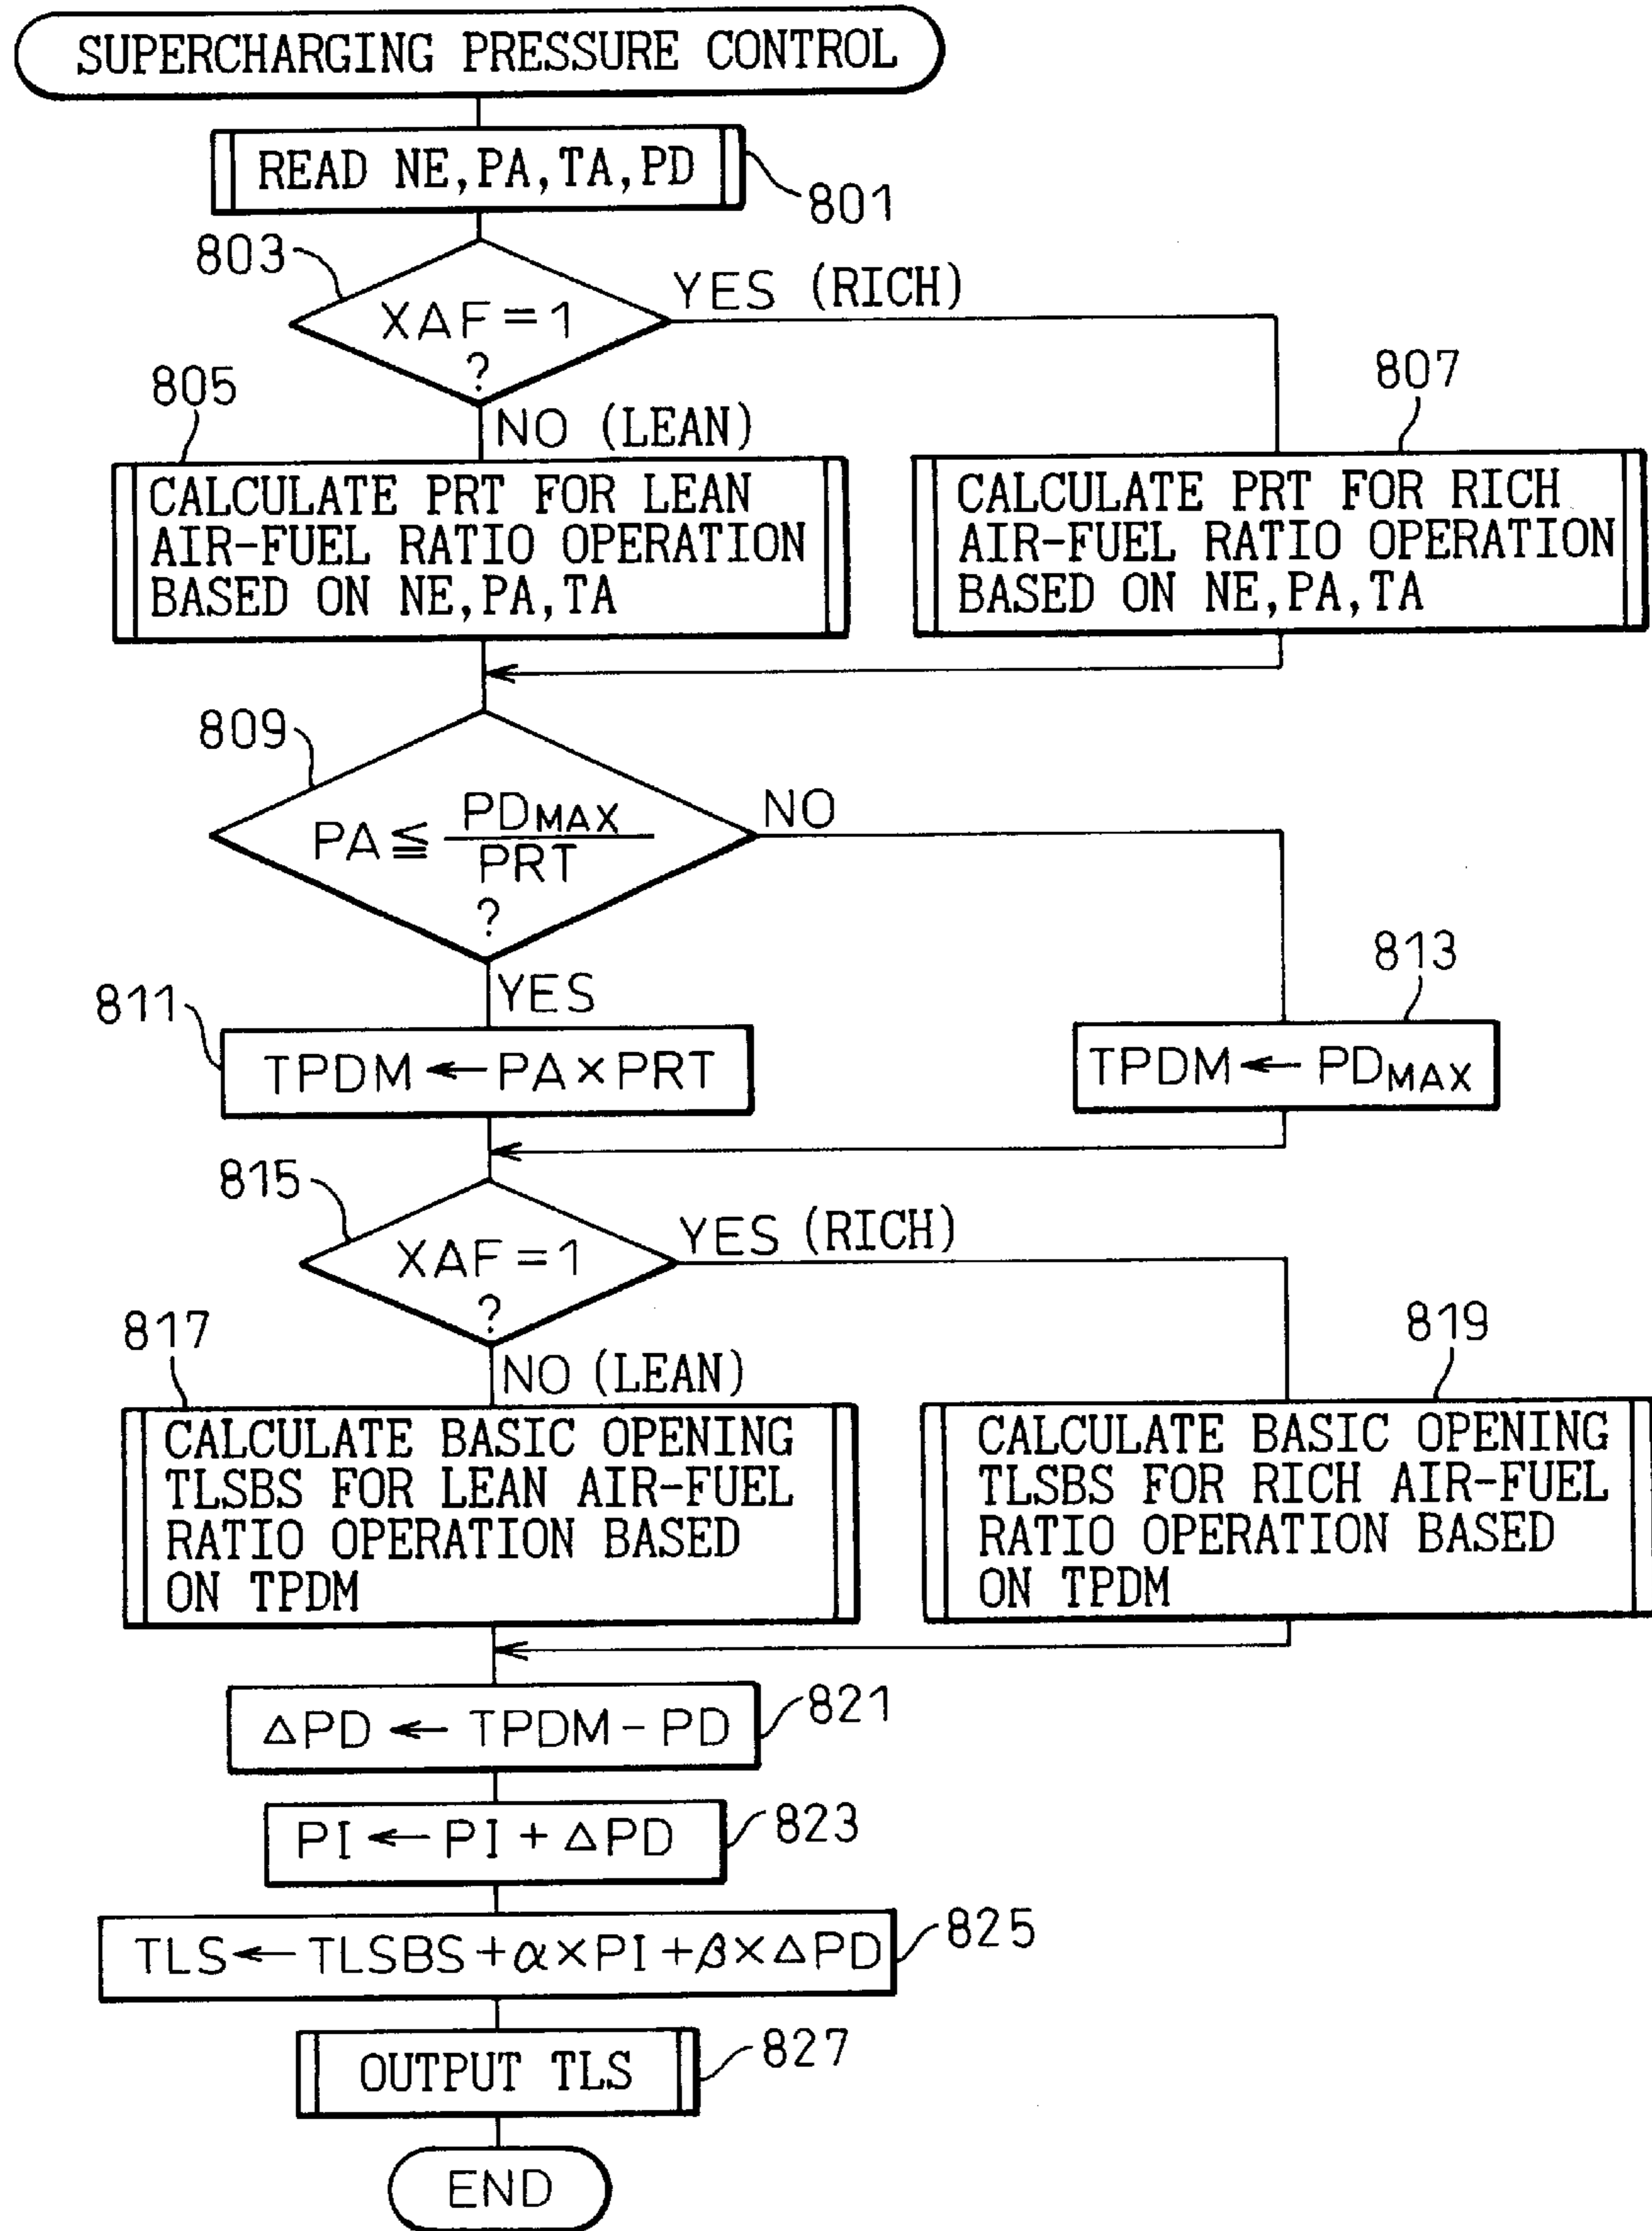 SUPERCHARGING PRESSURE CONTROL
READ NE,PA,TA,PD
801
803
XAF=1
?
YES (RICH)
NO (LEAN)
805
CALCULATE PRT FOR LEAN
AIR-FUEL RATIO OPERATION
BASED ON NE,PA,TA
807
CALCULATE PRT FOR RICH
AIR-FUEL RATIO OPERATION
BASED ON NE,PA,TA
809
PA≦PDMAX/PRT
?
NO
YES
811
TPDM←PA×PRT
813
TPDM←PDMAX
815
XAF=1
?
YES (RICH)
NO (LEAN)
817
CALCULATE BASIC OPENING
TLSBS FOR LEAN AIR-FUEL
RATIO OPERATION BASED
ON TPDM
819
CALCULATE BASIC OPENING
TLSBS FOR RICH AIR-FUEL
RATIO OPERATION BASED
ON TPDM
△PD←TPDM-PD
821
PI←PI+△PD
823
TLS←TLSBS+α×PI+β×△PD
825
OUTPUT TLS
827
END